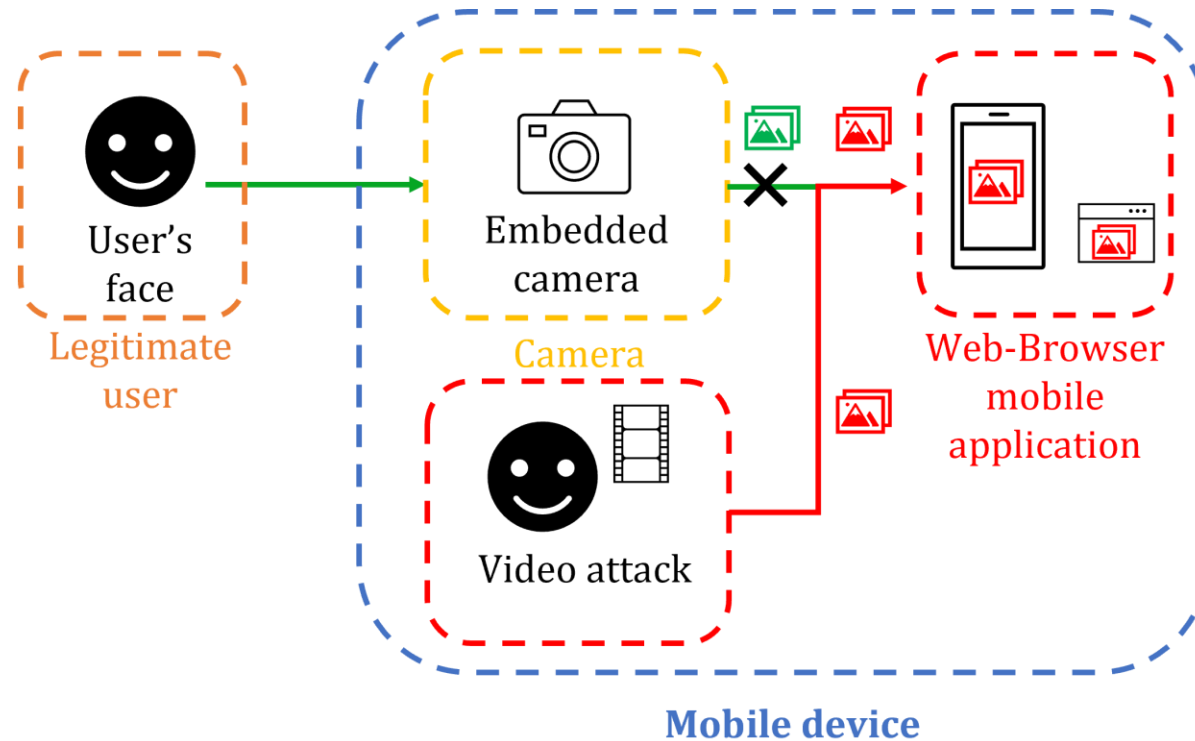 User's
face
Legitimate
user
Embedded
camera
Camera
Video attack
Web-Browser
mobile
application
Mobile device